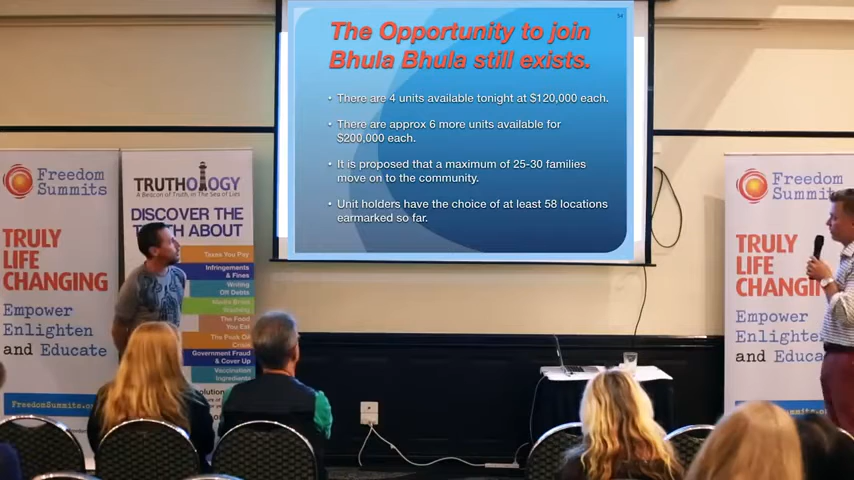 54
The Opportunity to join
Bhula Bhula still exists.
• There are 4 units available tonight at $120,000 each.
• There are approx 6 more units available for
$200,000 each.
• It is proposed that a maximum of 25-30 families
move on to the community.
• Unit holders have the choice of at least 58 locations
earmarked so far.
Freedom
Summits
TRULY
LIFE
CHANGING
Empower
Enlighten
and Educate
FreedomSummits.o
TRUTHOLOGY
A Beacon of Truth, in The Sea of Lies
DISCOVER THE
TH ABOUT
Taxes You Pay
Infringements
& Fines
Writing
Off Debts
The Food
You Eat
The Peak Oil
Crisis
Government Fraud
& Cover Up
Vaccination
Ingredients
Freedom
Summits
TRULY
LIFE
CHANGIN
Empower
Enlighten
and Educa